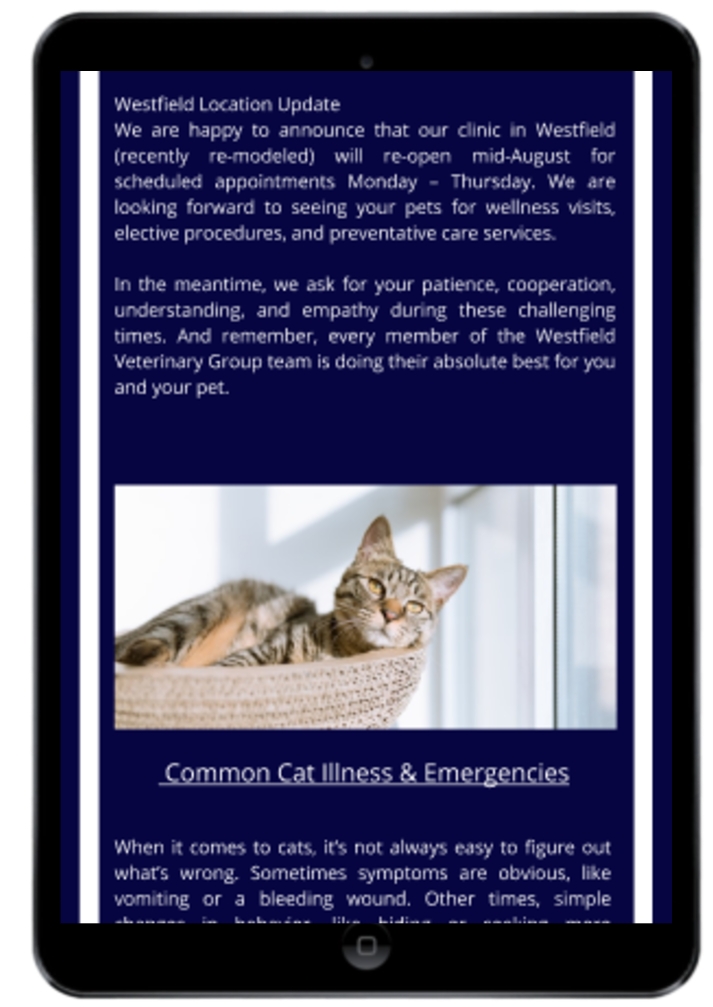 Westfield Location Update
We are happy to announce that our clinic in Westfield
(recently re-modeled) will re-open mid-August for
scheduled appointments Monday – Thursday. We are
looking forward to seeing your pets for wellness visits,
elective procedures, and preventative care services.
In the meantime, we ask for your patience, cooperation,
understanding, and empathy during these challenging
times. And remember, every member of the Westfield
Veterinary Group team is doing their absolute best for you
and your pet.
Common Cat Illness & Emergencies
When it comes to cats, it's not always easy to figure out
what's wrong. Sometimes symptoms are obvious, like
vomiting or a bleeding wound. Other times, simple